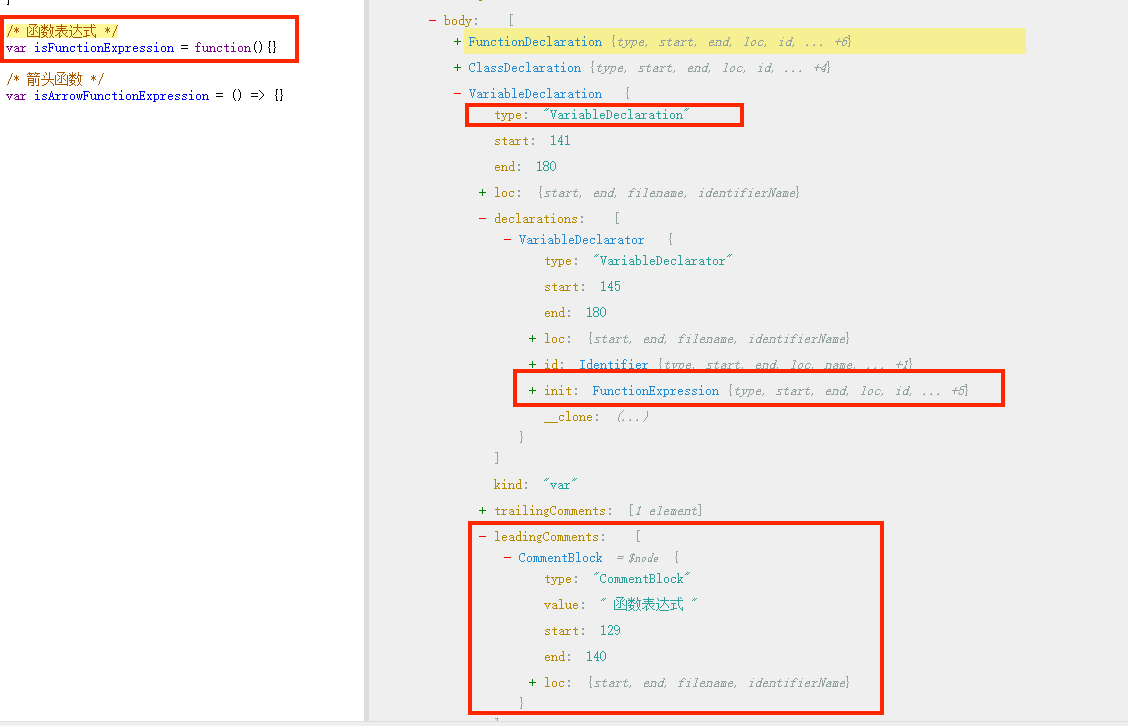 /* 函数表达式 */
var isFunctionExpression = function(){}
/* 箭头函数 */
var isArrowFunctionExpression = () => {}
− body: [
+ FunctionDeclaration {type, start, end, loc, id, ... +6}
+ ClassDeclaration {type, start, end, loc, id, ... +4}
− VariableDeclaration {
type: "VariableDeclaration"
start: 141
end: 180
+ loc: {start, end, filename, identifierName}
− declarations: [
− VariableDeclarator {
type: "VariableDeclarator"
start: 145
end: 180
+ loc: {start, end, filename, identifierName}
+ id: Identifier {type, start, end, loc, name, ... +1}
+ init: FunctionExpression {type, start, end, loc, id, ... +5}
__clone: (...)
}
]
kind: "var"
+ trailingComments: [1 element]
− leadingComments: [
− CommentBlock = $node {
type: "CommentBlock"
value: " 函数表达式 "
start: 129
end: 140
+ loc: {start, end, filename, identifierName}
}